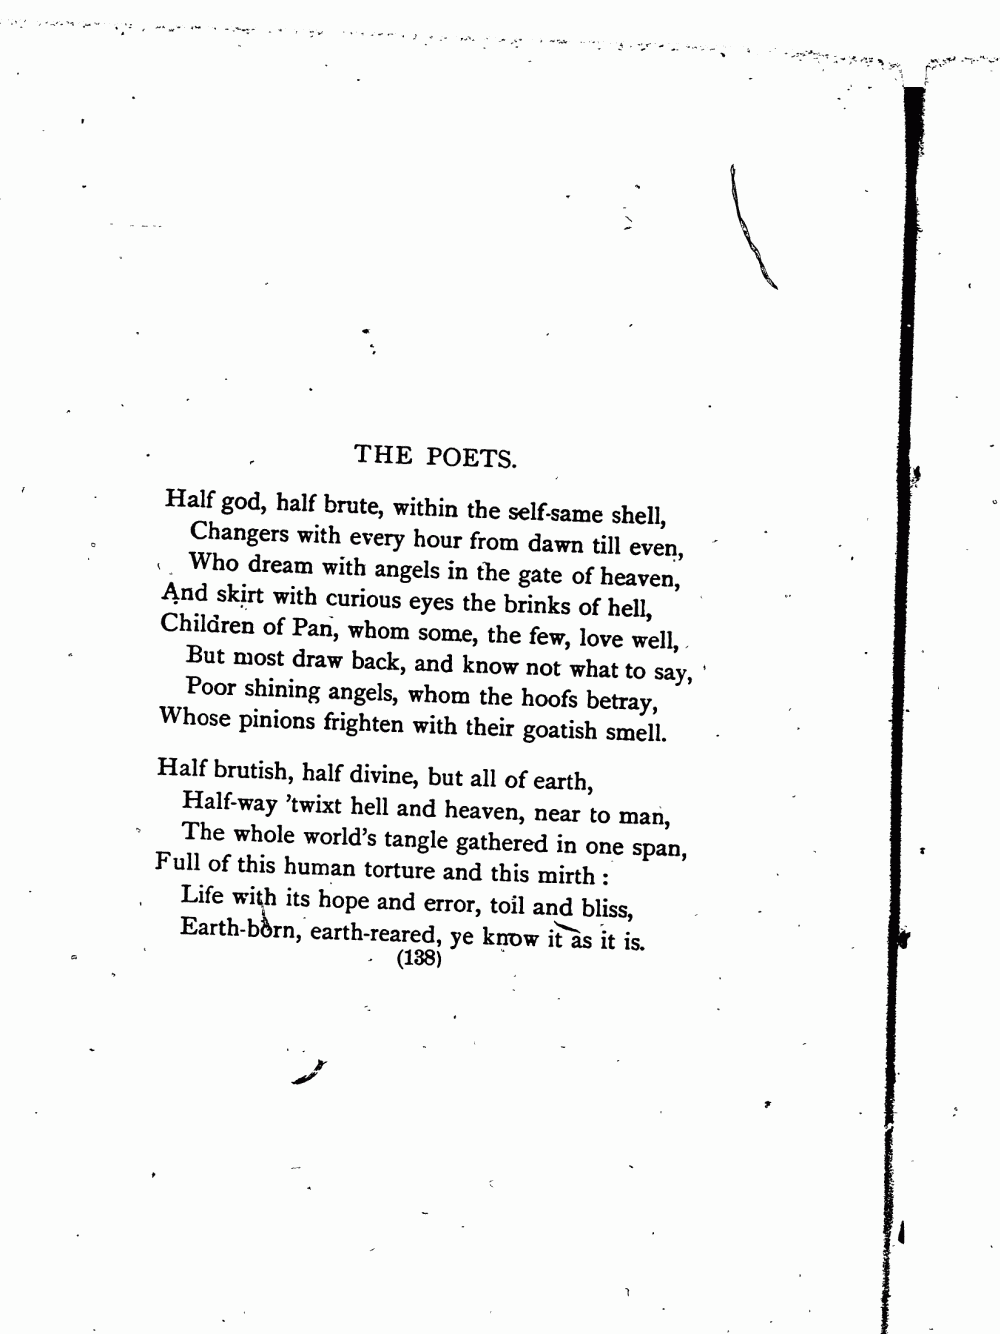 THE POETS.
Half god, half brute, within the self-same shell,
Changers with every hour from dawn till even,
Who dream with angels in the gate of heaven,
And skirt with curious eyes the brinks of hell,
Children of Pan, whom some, the few, love well,
But most draw back, and know not what to say,
Poor shining angels, whom the hoofs betray,
Whose pinions frighten with their goatish smell.
Half brutish, half divine, but all of earth,
Half-way ’twixt hell and heaven, near to man,
The whole world’s tangle gathered in one span,
Full of this human torture and this mirth :
Life with its hope and error, toil and bliss,
Earth-born, earth-reared, ye know it as it is.
(138)